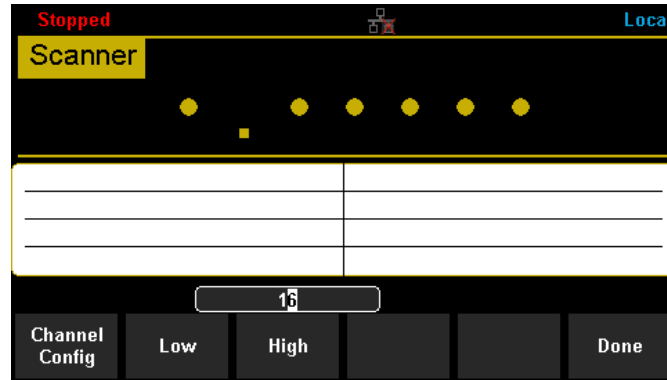 Stopped
Loca
Scanner
16
Channel
Config
Low
High
Done